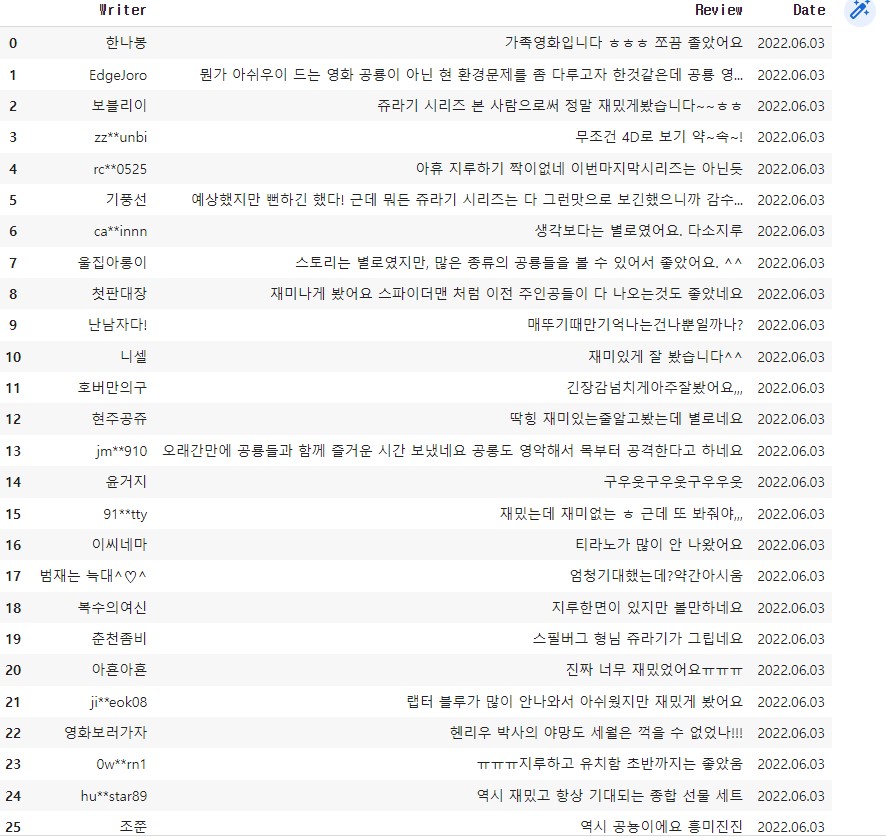 Writer Review Date
0 한나봉 가족영화입니다 ㅎㅎㅎ 쪼끔 졸았어요 2022.06.03
1 EdgeJoro 뭔가 아쉬우이 드는 영화 공룡이 아닌 현 환경문제를 좀 다루고자 한것같은데 공룡 영... 2022.06.03
2 보블리이 쥬라기 시리즈 본 사람으로써 정말 재밌게봤습니다~~ㅎㅎ 2022.06.03
3 zz**unbi 무조건 4D로 보기 약~속~! 2022.06.03
4 rc**0525 아휴 지루하기 짝이없네 이번마지막시리즈는 아닌듯 2022.06.03
5 기풍선 예상했지만 뻔하긴 했다! 근데 뭐든 쥬라기 시리즈는 다 그런맛으로 보긴했으니까 감수... 2022.06.03
6 ca**innn 생각보다는 별로였어요. 다소지루 2022.06.03
7 울집아롱이 스토리는 별로였지만, 많은 종류의 공룡들을 볼 수 있어서 좋았어요. ^^ 2022.06.03
8 첫판대장 재미나게 봤어요 스파이더맨 처럼 이전 주인공들이 다 나오는것도 좋았네요 2022.06.03
9 난남자다! 매뚜기때만기억나는건나뿐일까나? 2022.06.03
10 니셀 재미있게 잘 봤습니다^^ 2022.06.03
11 호버만의구 긴장감넘치게아주잘봤어요,,, 2022.06.03
12 현주공쥬 딱힝 재미있는줄알고봤는데 별로네요 2022.06.03
13 jm**910 오래간만에 공룡들과 함께 즐거운 시간 보냈네요 공룡도 영악해서 목부터 공격한다고 하네요 2022.06.03
14 윤거지 구우웃구우웃구우우웃 2022.06.03
15 91**tty 재밌는데 재미없는 ㅎ 근데 또 봐줘야,,, 2022.06.03
16 이씨네마 티라노가 많이 안 나왔어요 2022.06.03
17 범재는 늑대^♡^ 엄청기대했는데?약간아시움 2022.06.03
18 복수의여신 지루한면이 있지만 볼만하네요 2022.06.03
19 춘천좀비 스필버그 형님 쥬라기가 그립네요 2022.06.03
20 아흔아흔 진짜 너무 재밌었어요ㅠㅠㅠ 2022.06.03
21 ji**eok08 랩터 블루가 많이 안나와서 아쉬웠지만 재밌게 봤어요 2022.06.03
22 영화보러가자 헨리우 박사의 야망도 세월은 꺽을 수 없었나!!! 2022.06.03
23 0w**rn1 ㅠㅠㅠ지루하고 유치함 초반까지는 좋았움 2022.06.03
24 hu**star89 역시 재밌고 항상 기대되는 종합 선물 세트 2022.06.03
25 조쭌 역시 공뇽이에요 흥미진진 2022.06.03